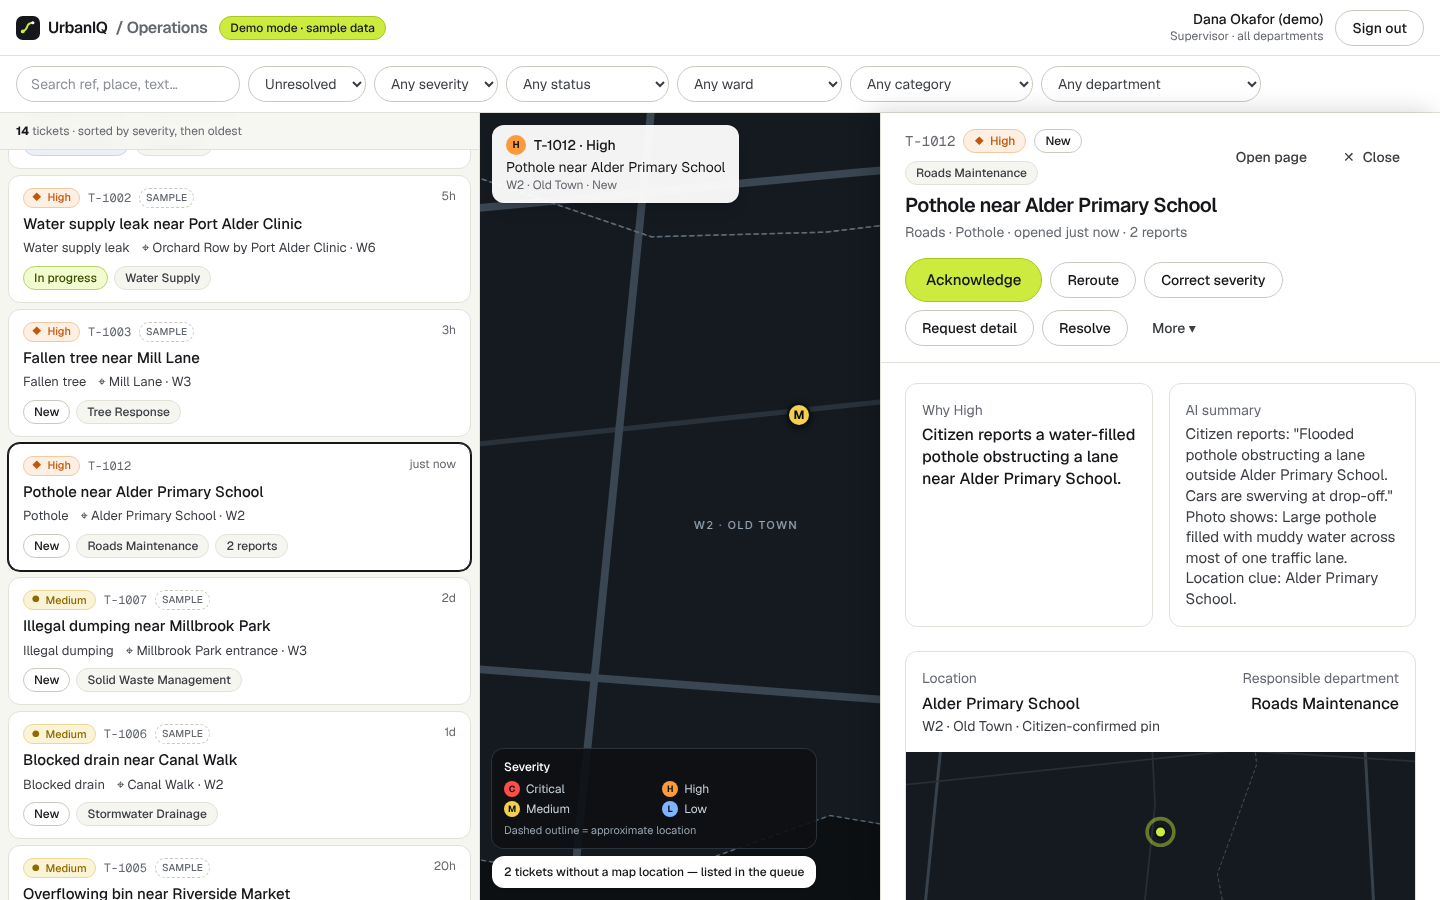 UrbanIQ / Operations
Demo mode · sample data
Dana Okafor (demo)
Supervisor · all departments
Sign out
Search ref, place, text...
Unresolved
Any severity
Any status
Any ward
Any category
Any department
14 tickets · sorted by severity, then oldest
High T-1002 SAMPLE 5h
Water supply leak near Port Alder Clinic
Water supply leak Orchard Row by Port Alder Clinic · W6
In progress Water Supply
High T-1003 SAMPLE 3h
Fallen tree near Mill Lane
Fallen tree Mill Lane · W3
New Tree Response
High T-1012 just now
Pothole near Alder Primary School
Pothole Alder Primary School · W2
New Roads Maintenance 2 reports
Medium T-1007 SAMPLE 2d
Illegal dumping near Millbrook Park
Illegal dumping Millbrook Park entrance · W3
New Solid Waste Management
Medium T-1006 SAMPLE 1d
Blocked drain near Canal Walk
Blocked drain Canal Walk · W2
New Stormwater Drainage
Medium T-1005 SAMPLE 20h
Overflowing bin near Riverside Market
H T-1012 · High
Pothole near Alder Primary School
W2 · Old Town · New
M
W2 · OLD TOWN
Severity
C Critical H High
M Medium L Low
Dashed outline = approximate location
2 tickets without a map location — listed in the queue
T-1012 High New
Roads Maintenance
Open page ✕ Close
Pothole near Alder Primary School
Roads · Pothole · opened just now · 2 reports
Acknowledge Reroute Correct severity
Request detail Resolve More ▾
Why High
Citizen reports a water-filled
pothole obstructing a lane
near Alder Primary School.
AI summary
Citizen reports: "Flooded
pothole obstructing a lane
outside Alder Primary School.
Cars are swerving at drop-off."
Photo shows: Large pothole
filled with muddy water across
most of one traffic lane.
Location clue: Alder Primary
School.
Location
Alder Primary School
W2 · Old Town · Citizen-confirmed pin
Responsible department
Roads Maintenance